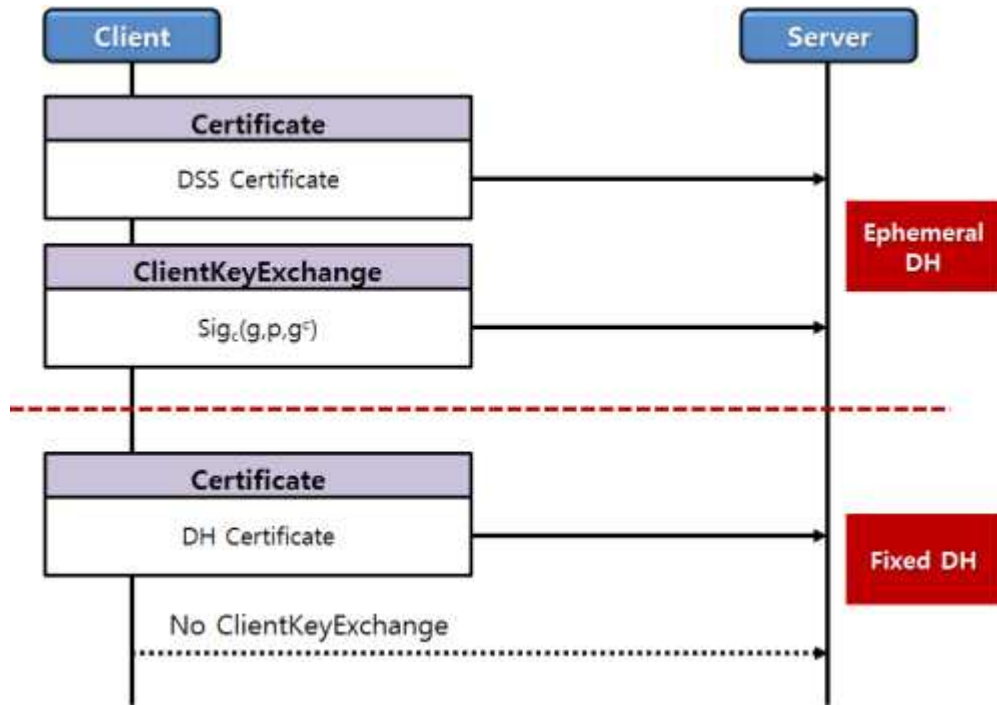 Client
Server
Certificate
DSS Certificate
Ephemeral
DH
ClientKeyExchange
Sigc(g,p,gᶜ)
Certificate
DH Certificate
Fixed DH
No ClientKeyExchange